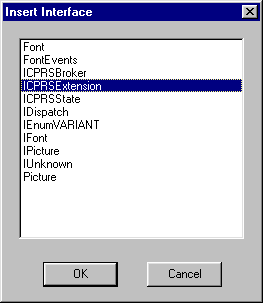 Insert Interface
Font
FontEvents
ICPRSBroker
ICPRSExtension
ICPRSState
IDispatch
IEnumVARIANT
IFont
IPicture
IUnknown
Picture
OK
Cancel